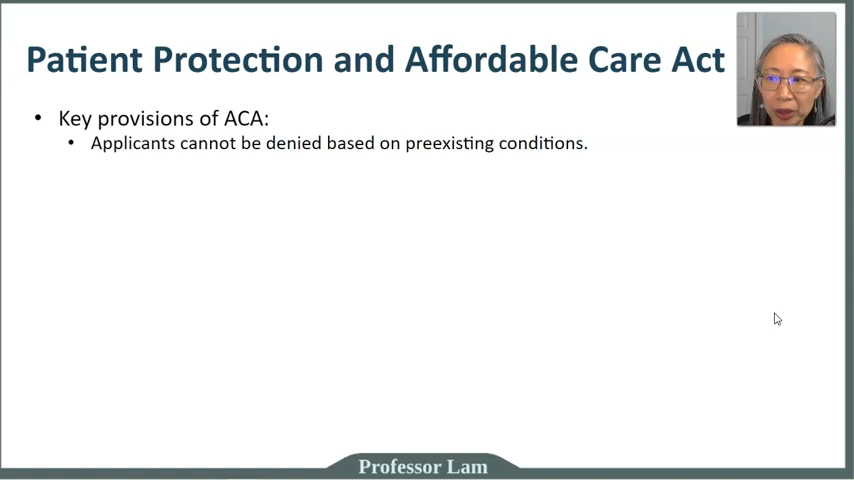 Patient Protection and Affordable Care Act
• Key provisions of ACA:
• Applicants cannot be denied based on preexisting conditions.
Professor Lam